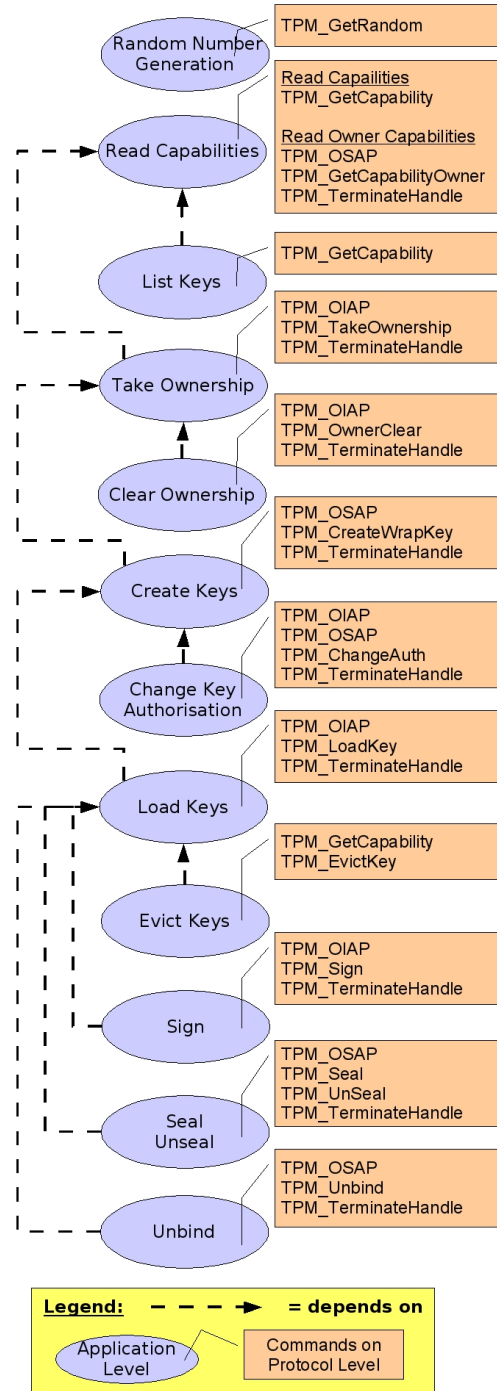 Random Number
Generation
TPM_GetRandom
Read Capabilities
Read Capailities
TPM_GetCapability
Read Owner Capabilities
TPM_OSAP
TPM_GetCapabilityOwner
TPM_TerminateHandle
List Keys
TPM_GetCapability
Take Ownership
TPM_OIAP
TPM_TakeOwnership
TPM_TerminateHandle
Clear Ownership
TPM_OIAP
TPM_OwnerClear
TPM_TerminateHandle
Create Keys
TPM_OSAP
TPM_CreateWrapKey
TPM_TerminateHandle
Change Key
Authorisation
TPM_OIAP
TPM_OSAP
TPM_ChangeAuth
TPM_TerminateHandle
Load Keys
TPM_OIAP
TPM_LoadKey
TPM_TerminateHandle
Evict Keys
TPM_GetCapability
TPM_EvictKey
Sign
TPM_OIAP
TPM_Sign
TPM_TerminateHandle
Seal
Unseal
TPM_OSAP
TPM_Seal
TPM_UnSeal
TPM_TerminateHandle
Unbind
TPM_OSAP
TPM_Unbind
TPM_TerminateHandle
Legend: = depends on
Application
Level
Commands on
Protocol Level